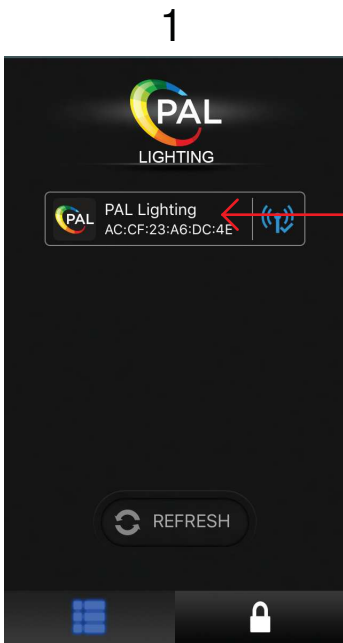 1
PAL
LIGHTING
PAL
PAL Lighting
AC:CF:23:A6:DC:4E
REFRESH